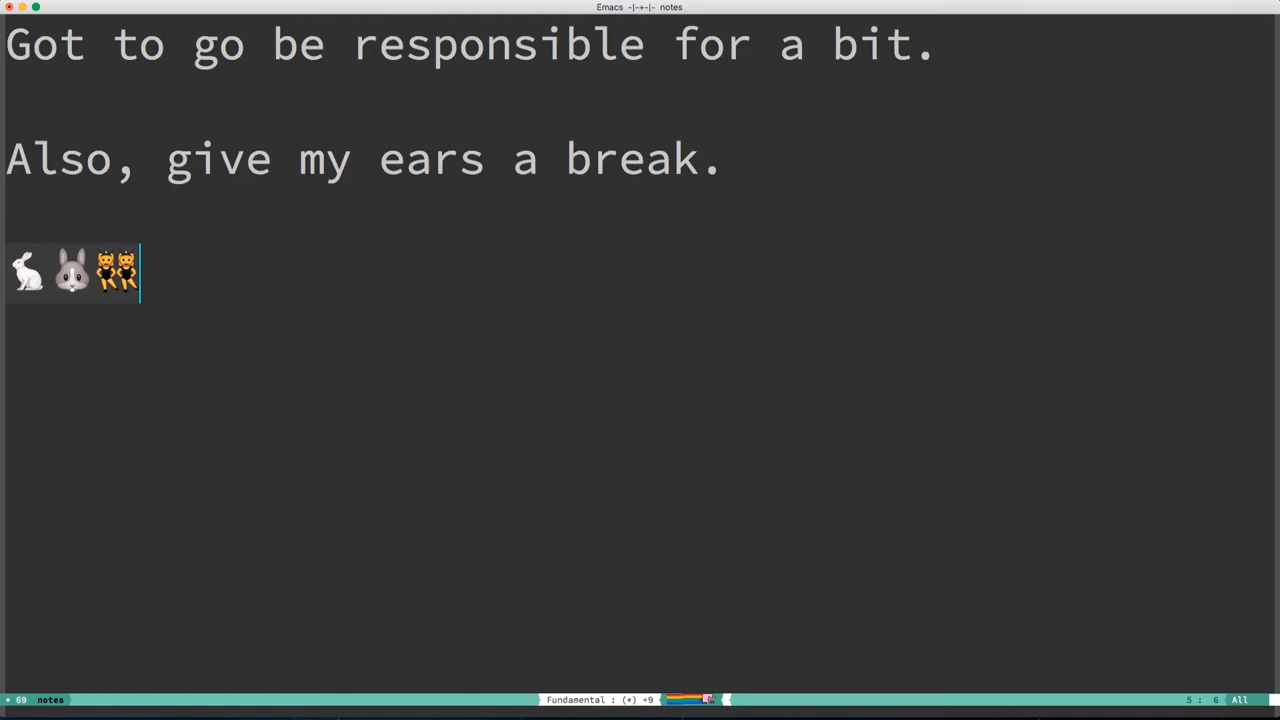 Emacs -|-+-|- notes
Got to go be responsible for a bit.
Also, give my ears a break.
🐇🐰👯
* 69 notes
Fundamental : (*) +9
5 : 6 All